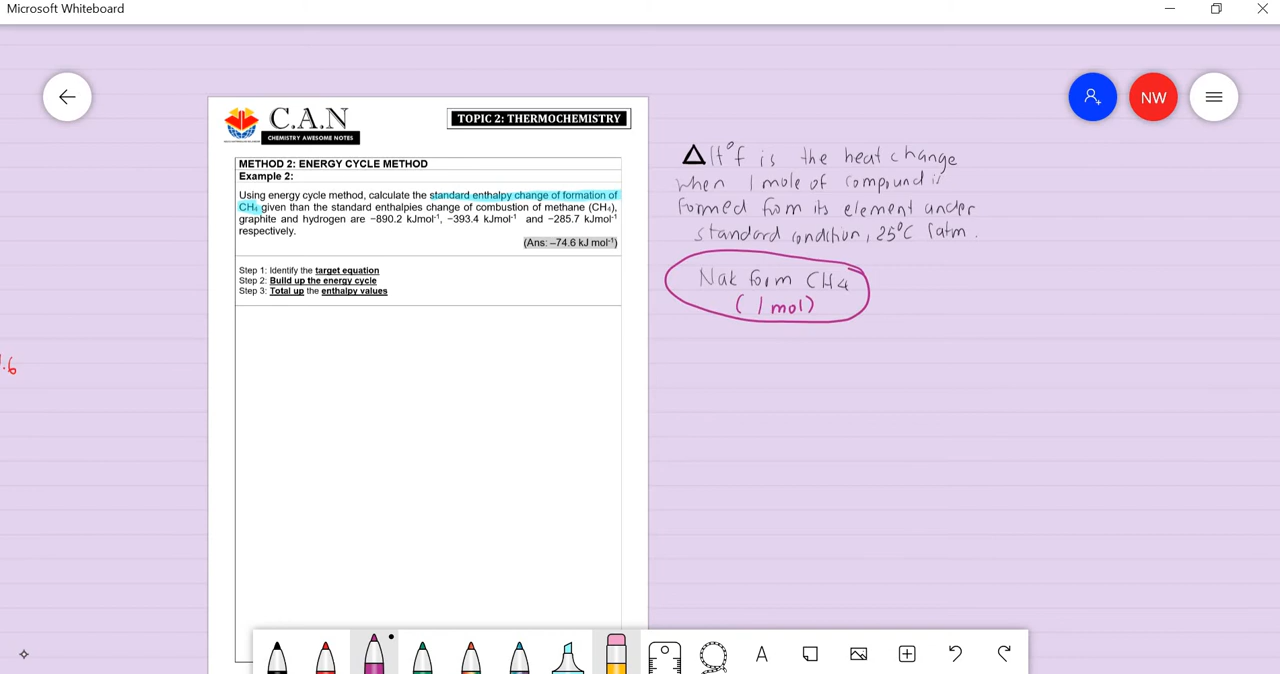 Microsoft Whiteboard
NW
C.A.N
CHEMISTRY AWESOME NOTES
TOPIC 2: THERMOCHEMISTRY
METHOD 2: ENERGY CYCLE METHOD
Example 2:
Using energy cycle method, calculate the standard enthalpy change of formation of
CH₄ given than the standard enthalpies change of combustion of methane (CH₄),
graphite and hydrogen are −890.2 kJmol⁻¹, −393.4 kJmol⁻¹ and −285.7 kJmol⁻¹
respectively.
(Ans: –74.6 kJ mol⁻¹)
Step 1: Identify the target equation
Step 2: Build up the energy cycle
Step 3: Total up the enthalpy values
ΔH°f is the heat change
when 1 mole of compound is
formed from its element under
standard condition, 25°C 1atm.
Nak form CH4
(1 mol)
.6
A